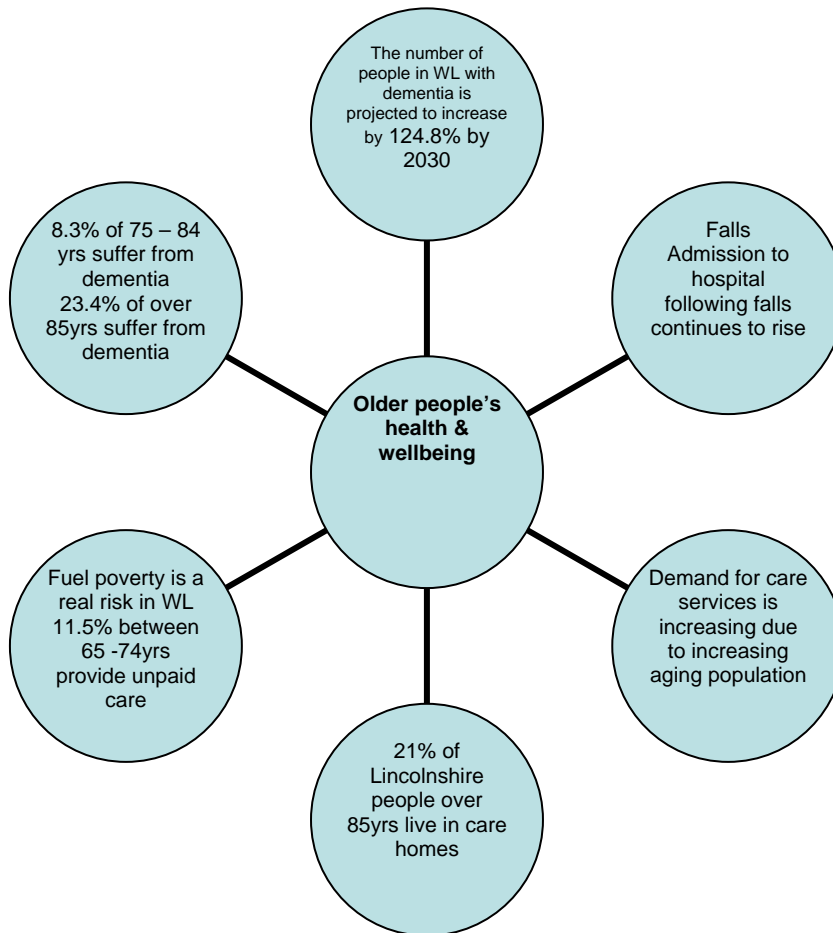 The number of
people in WL with
dementia is
projected to increase
by 124.8% by
2030
8.3% of 75 – 84
yrs suffer from
dementia
23.4% of over
85yrs suffer from
dementia
Falls
Admission to
hospital
following falls
continues to rise
Older people’s
health &
wellbeing
Fuel poverty is a
real risk in WL
11.5% between
65 -74yrs
provide unpaid
care
Demand for care
services is
increasing due
to increasing
aging population
21% of
Lincolnshire
people over
85yrs live in care
homes